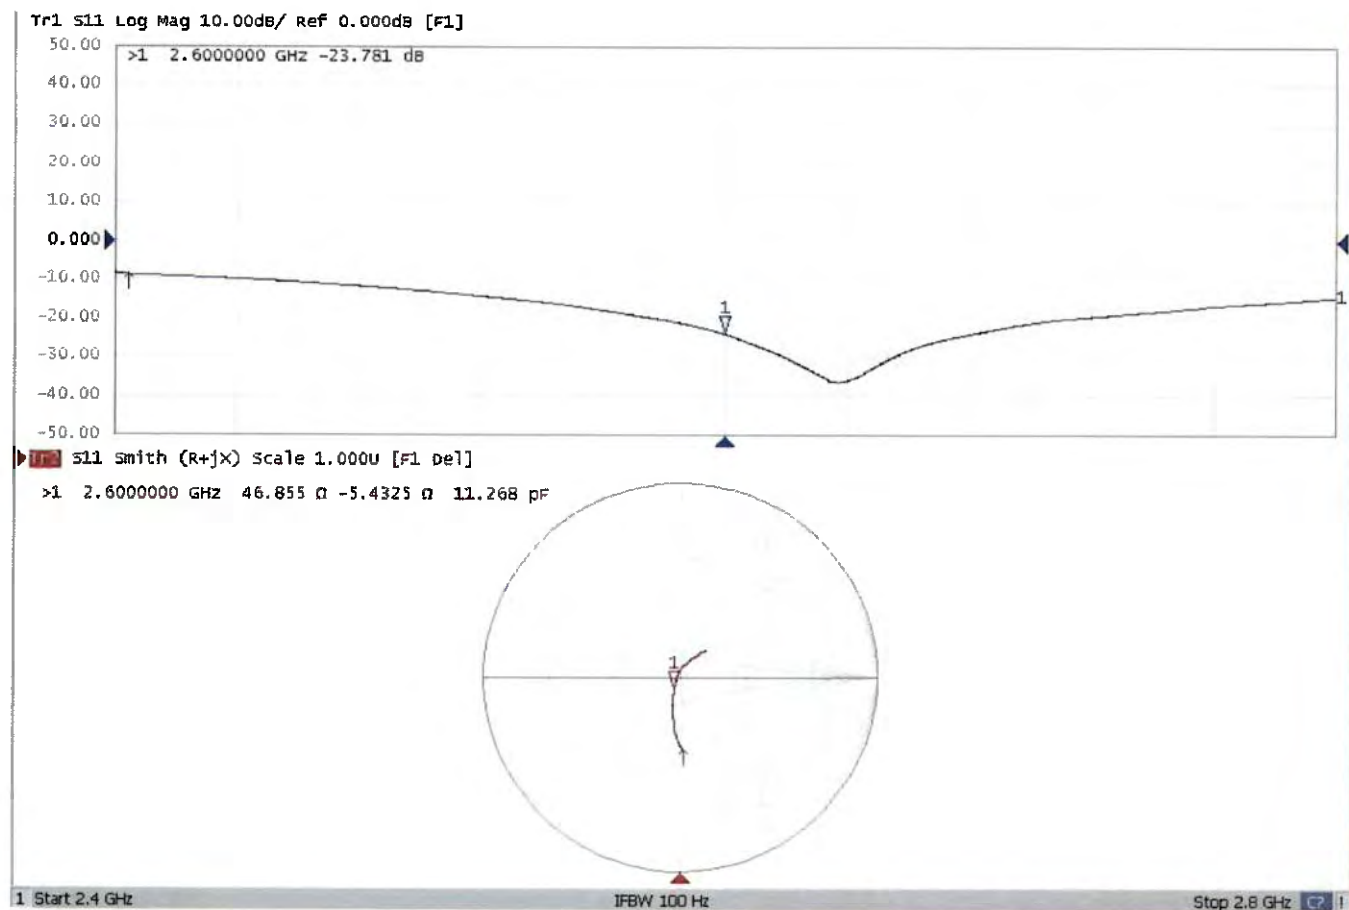 Tr1 S11 Log Mag 10.00dB/ Ref 0.000dB [F1]
50.00
>1 2.6000000 GHz -23.781 dB
40.00
30.00
20.00
10.00
0.000
-10.00
-20.00
-30.00
-40.00
-50.00
1
1
S11 Smith (R+jX) Scale 1.000U [F1 Del]
>1 2.6000000 GHz 46.855 Ω -5.4325 Ω 11.268 pF
1
1 Start 2.4 GHz IFBW 100 Hz Stop 2.8 GHz